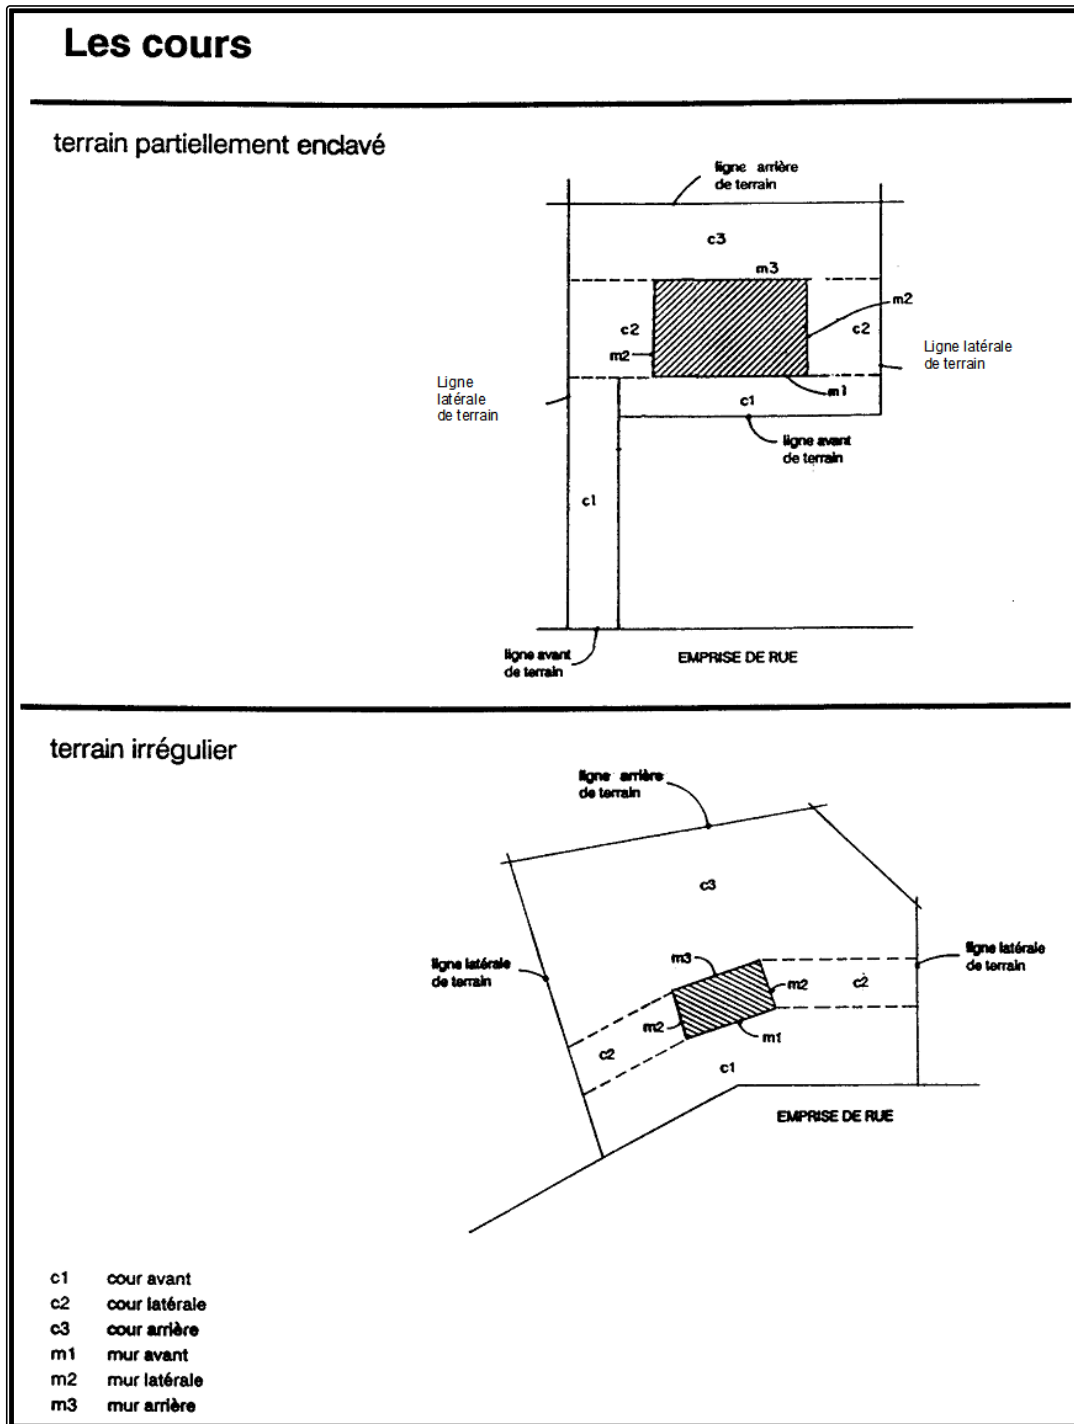 Les cours
terrain partiellement enclavé
ligne arrière
de terrain
c3
m3
m2
c2
c2
m2
Ligne latérale
de terrain
Ligne
latérale
de terrain
m1
c1
ligne avant
de terrain
c1
ligne avant
de terrain
EMPRISE DE RUE
terrain irrégulier
ligne arrière
de terrain
c3
ligne latérale
de terrain
m3
ligne latérale
de terrain
m2
c2
m2
m1
c2
c1
EMPRISE DE RUE
c1 cour avant
c2 cour latérale
c3 cour arrière
m1 mur avant
m2 mur latérale
m3 mur arrière